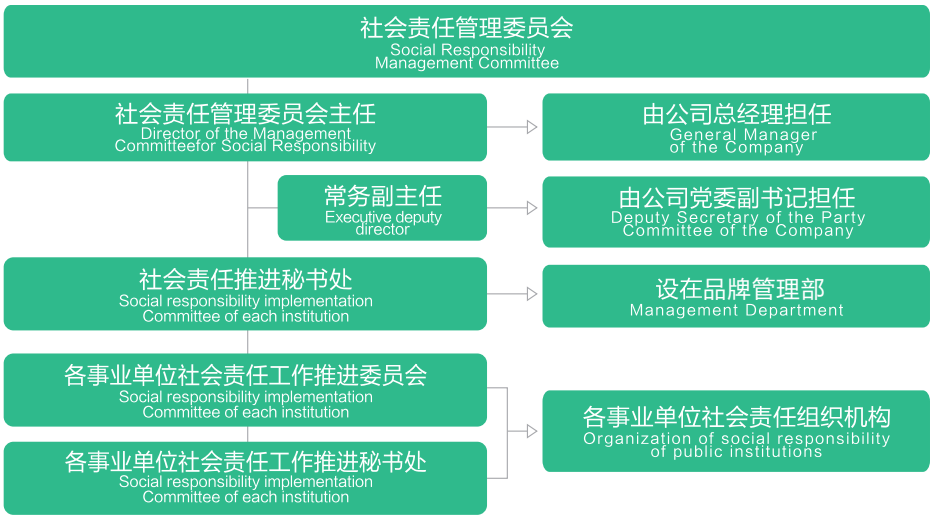 社会责任管理委员会
Social Responsibility
Management Committee
社会责任管理委员会主任
Director of the Management
Committeefor Social Responsibility
由公司总经理担任
General Manager
of the Company
常务副主任
Executive deputy
director
由公司党委副书记担任
Deputy Secretary of the Party
Committee of the Company
社会责任推进秘书处
Social responsibility implementation
Committee of each institution
设在品牌管理部
Management Department
各事业单位社会责任工作推进委员会
Social responsibility implementation
Committee of each institution
各事业单位社会责任组织机构
Organization of social responsibility
of public institutions
各事业单位社会责任工作推进秘书处
Social responsibility implementation
Committee of each institution